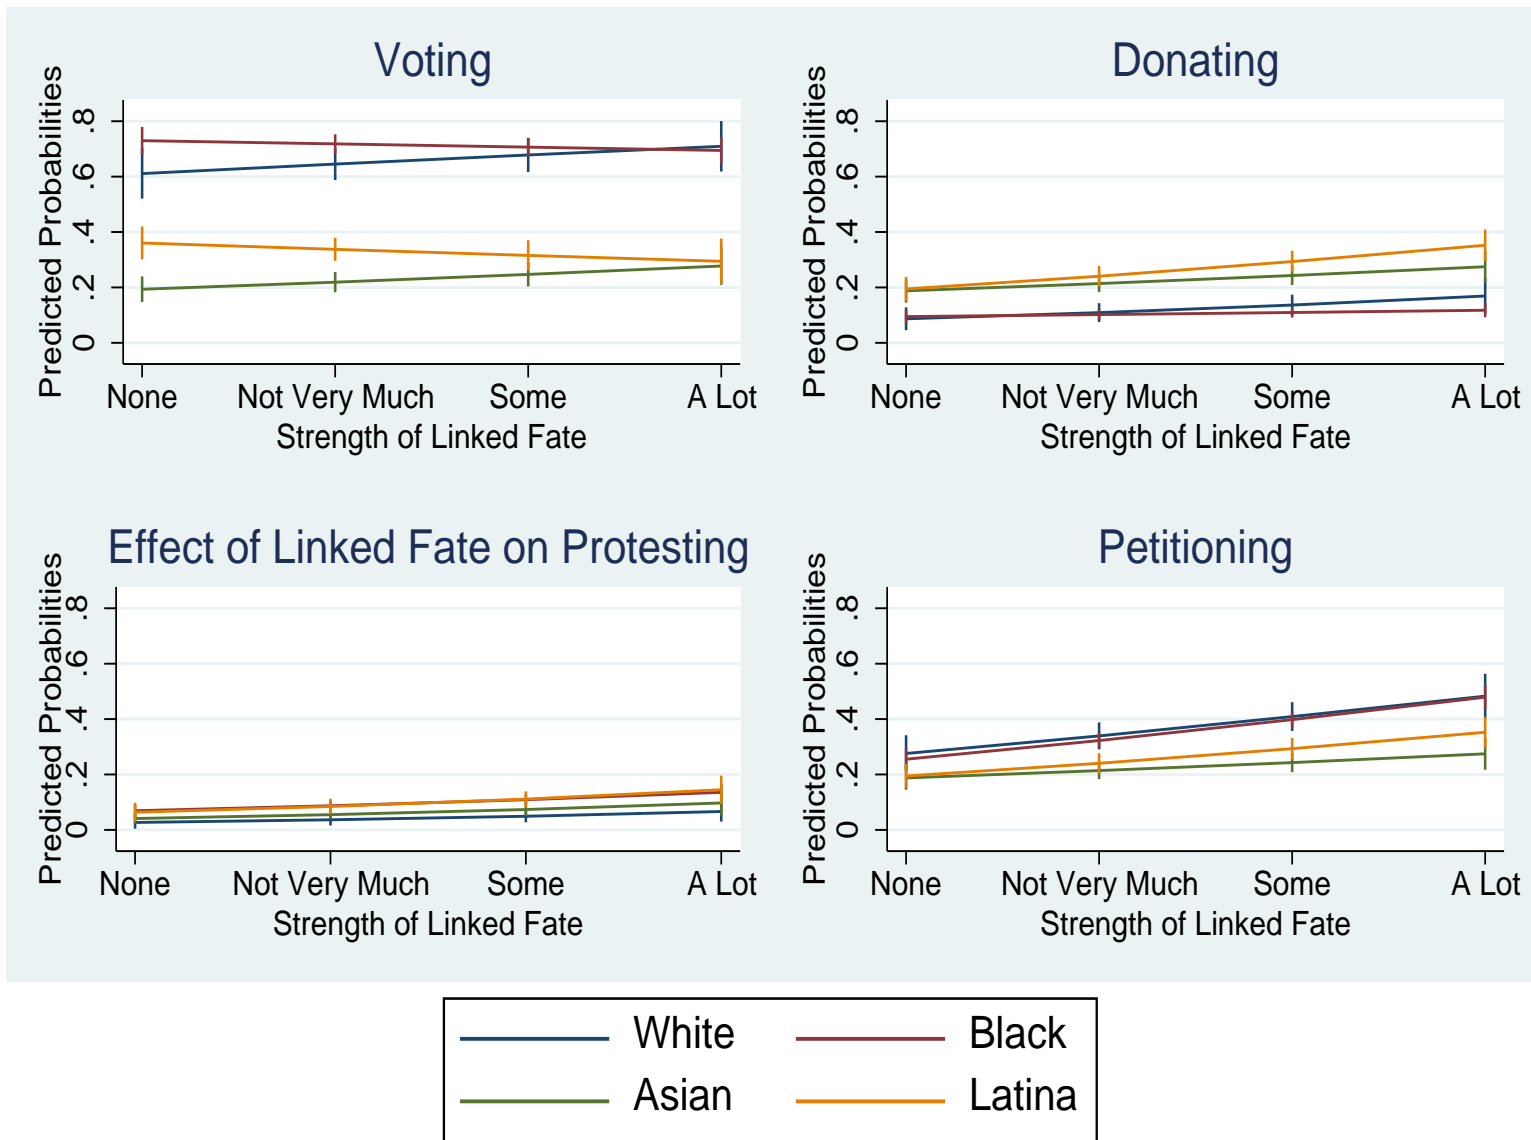 Voting
Predicted Probabilities
.8
.6
.4
.2
0
None Not Very Much Some A Lot
Strength of Linked Fate
Donating
Predicted Probabilities
.8
.6
.4
.2
0
None Not Very Much Some A Lot
Strength of Linked Fate
Effect of Linked Fate on Protesting
Predicted Probabilities
.8
.6
.4
.2
0
None Not Very Much Some A Lot
Strength of Linked Fate
Petitioning
Predicted Probabilities
.8
.6
.4
.2
0
None Not Very Much Some A Lot
Strength of Linked Fate
White Black
Asian Latina